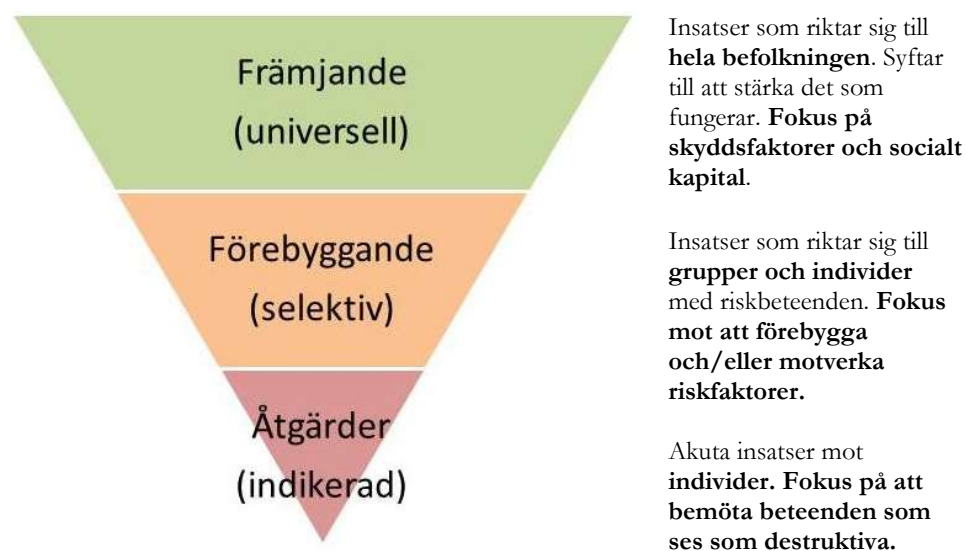 Främjande
(universell)
Insatser som riktar sig till
hela befolkningen. Syftar
till att stärka det som
fungerar. Fokus på
skyddsfaktorer och socialt
kapital.
Förebyggande
(selektiv)
Insatser som riktar sig till
grupper och individer
med riskbeteenden. Fokus
mot att förebygga
och/eller motverka
riskfaktorer.
Åtgärder
(indikerad)
Akuta insatser mot
individer. Fokus på att
bemöta beteenden som
ses som destruktiva.